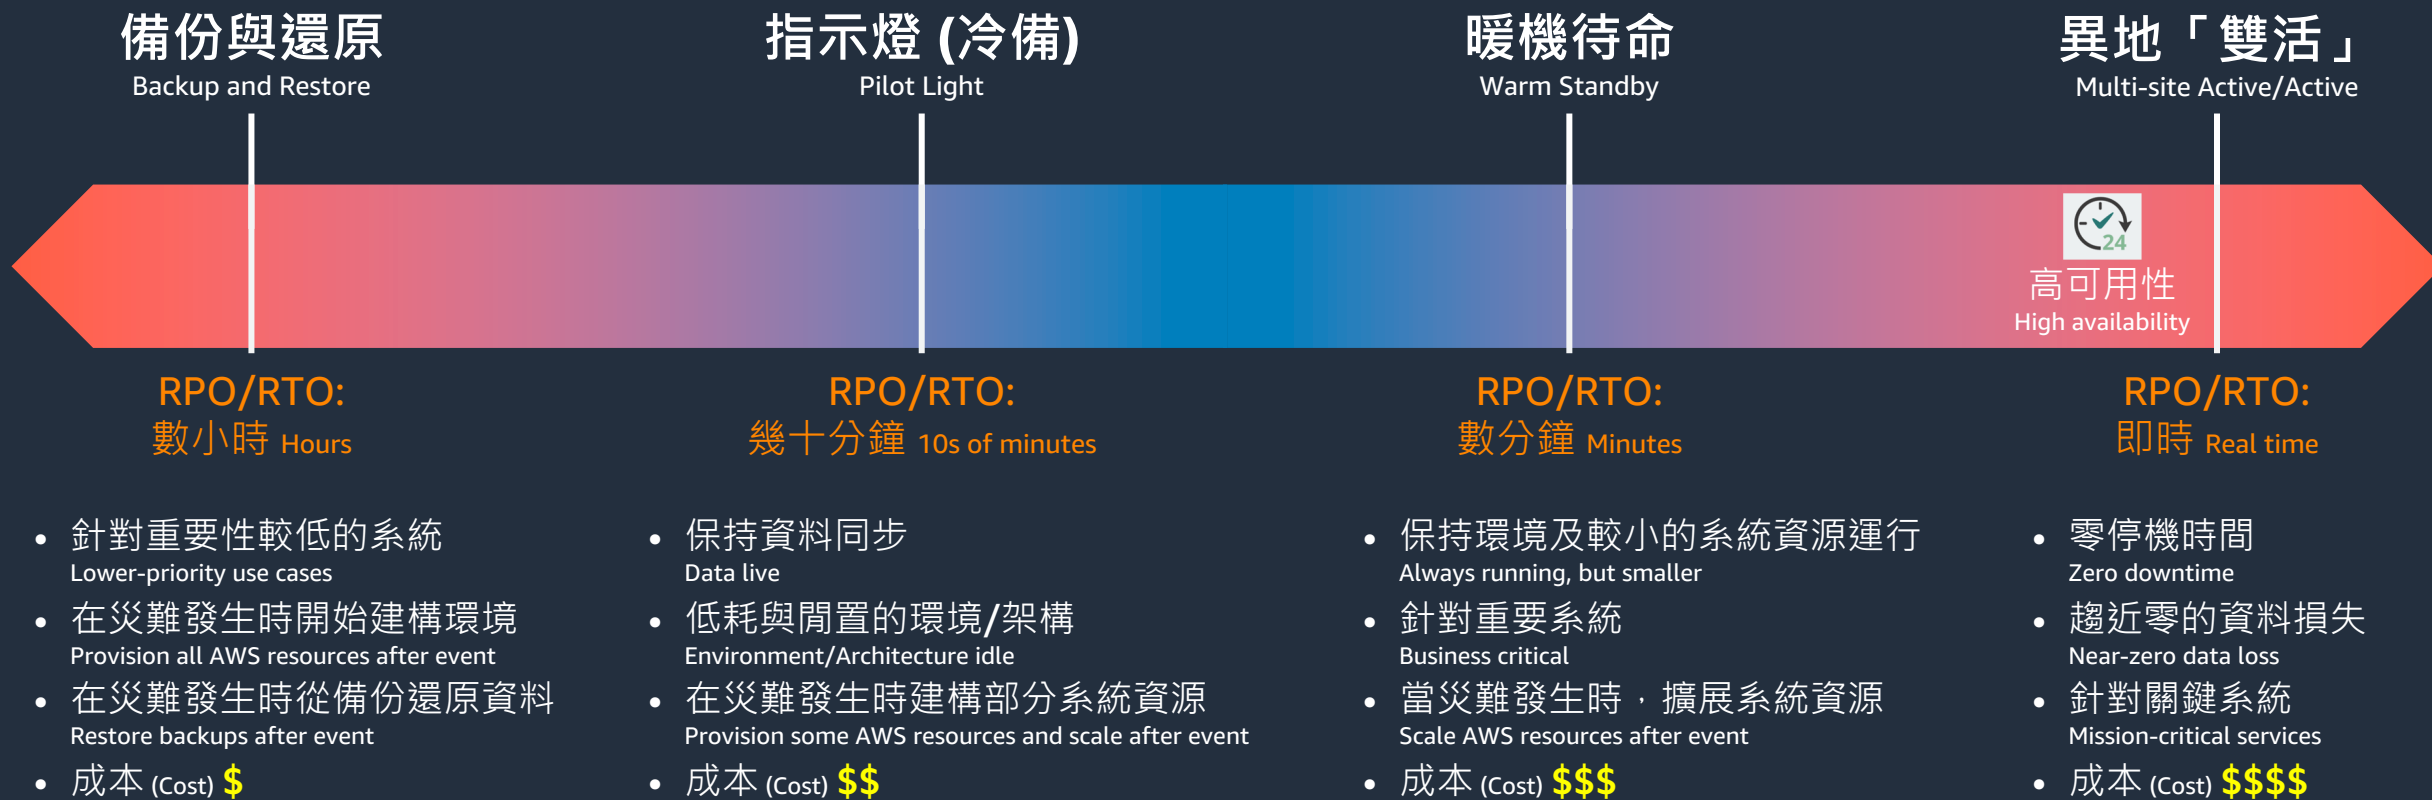 備份與還原
Backup and Restore
指示燈 (冷備)
Pilot Light
暖機待命
Warm Standby
異地「雙活」
Multi-site Active/Active
24
高可用性
High availability
RPO/RTO:
數小時 Hours
RPO/RTO:
幾十分鐘 10s of minutes
RPO/RTO:
數分鐘 Minutes
RPO/RTO:
即時 Real time
• 針對重要性較低的系統
Lower-priority use cases
• 在災難發生時開始建構環境
Provision all AWS resources after event
• 在災難發生時從備份還原資料
Restore backups after event
• 成本 (Cost) $
• 保持資料同步
Data live
• 低耗與閒置的環境/架構
Environment/Architecture idle
• 在災難發生時建構部分系統資源
Provision some AWS resources and scale after event
• 成本 (Cost) $$
• 保持環境及較小的系統資源運行
Always running, but smaller
• 針對重要系統
Business critical
• 當災難發生時，擴展系統資源
Scale AWS resources after event
• 成本 (Cost) $$$
• 零停機時間
Zero downtime
• 趨近零的資料損失
Near-zero data loss
• 針對關鍵系統
Mission-critical services
• 成本 (Cost) $$$$